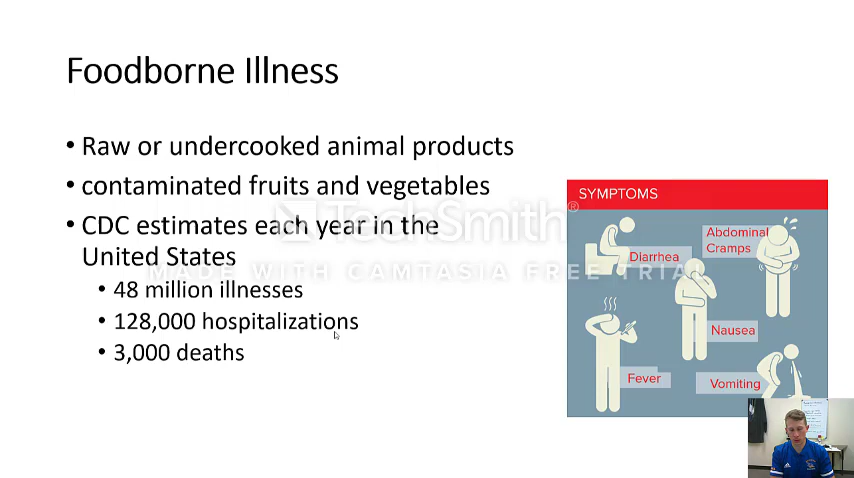 Foodborne Illness
• Raw or undercooked animal products
• contaminated fruits and vegetables
• CDC estimates each year in the
United States
• 48 million illnesses
• 128,000 hospitalizations
• 3,000 deaths
TechSmith®
MADE WITH CAMTASIA FREE TRIAL
SYMPTOMS
Diarrhea
Abdominal
Cramps
Nausea
Fever
Vomiting